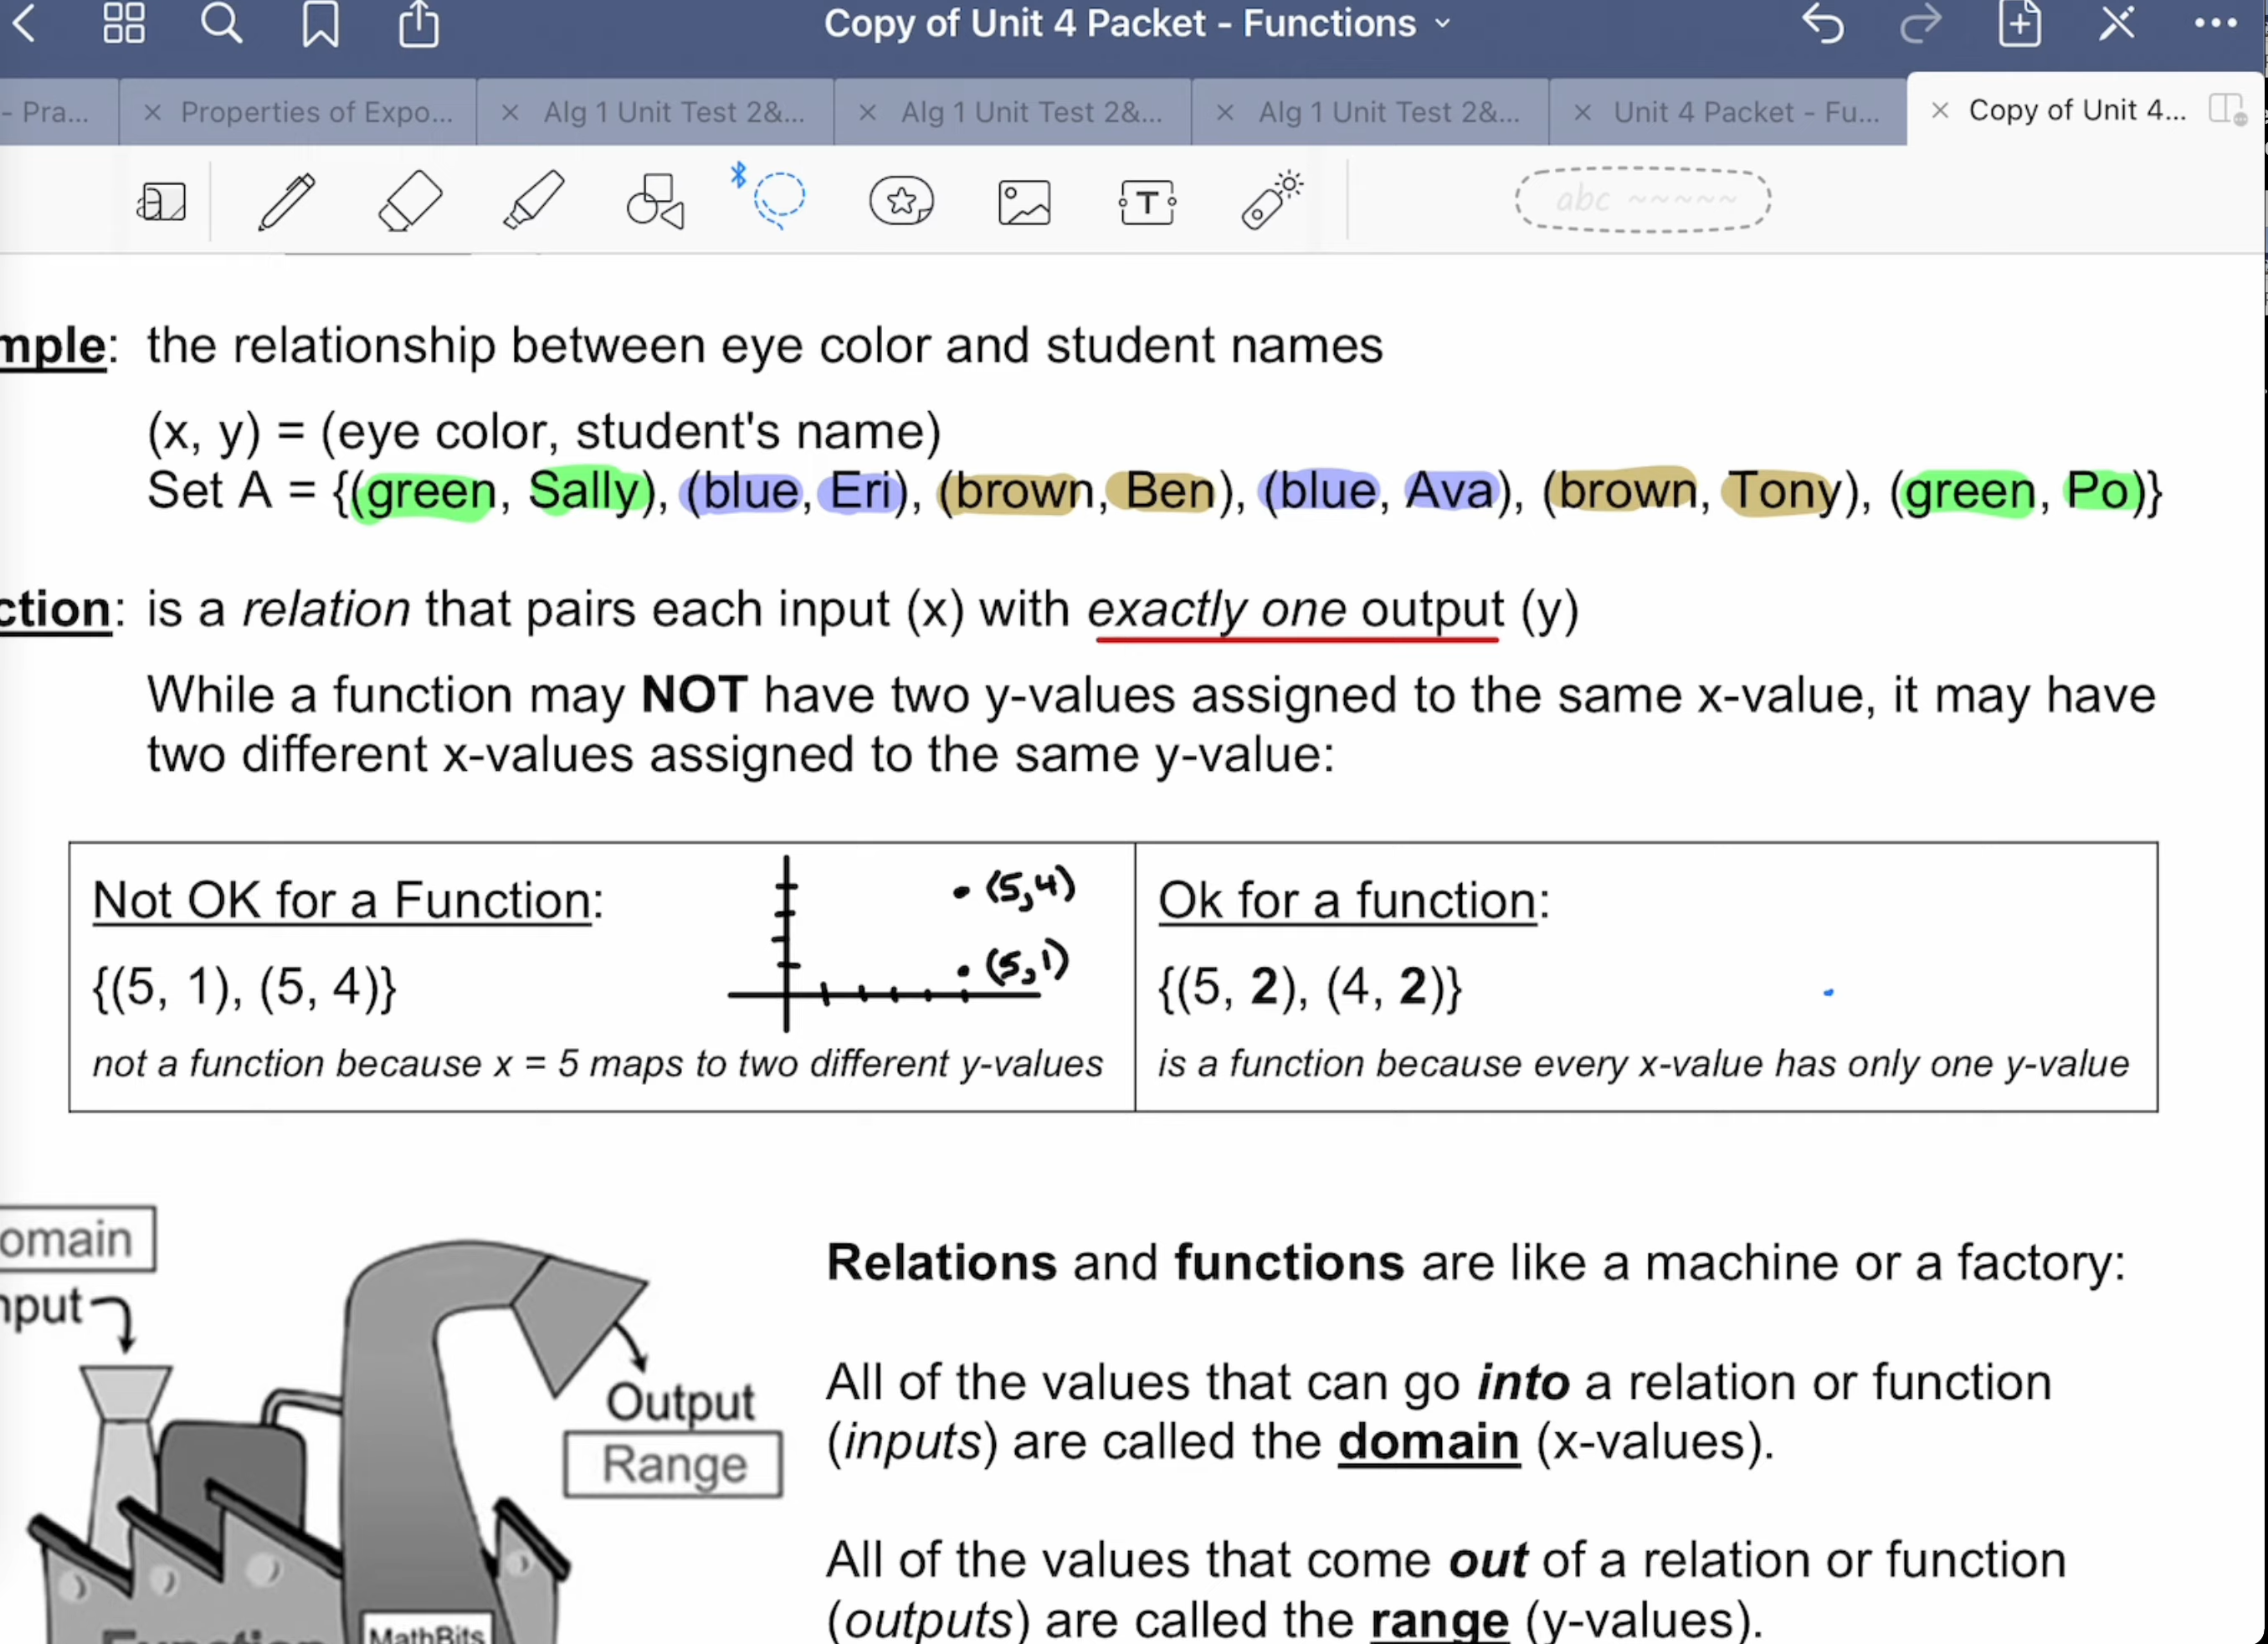 Copy of Unit 4 Packet - Functions
- Pra...
Properties of Expo...
Alg 1 Unit Test 2&...
Alg 1 Unit Test 2&...
Alg 1 Unit Test 2&...
Unit 4 Packet - Fu...
Copy of Unit 4...
a
T
abc
mple: the relationship between eye color and student names
(x, y) = (eye color, student's name)
Set A = {(green, Sally), (blue, Eri), (brown, Ben), (blue, Ava), (brown, Tony), (green, Po)}
ction: is a relation that pairs each input (x) with exactly one output (y)
While a function may NOT have two y-values assigned to the same x-value, it may have
two different x-values assigned to the same y-value:
Not OK for a Function:
{(5, 1), (5, 4)}
(5,4)
(5,1)
not a function because x = 5 maps to two different y-values
Ok for a function:
{(5, 2), (4, 2)}
is a function because every x-value has only one y-value
omain
nput
Output
Range
Function
MathBits
Relations and functions are like a machine or a factory:
All of the values that can go into a relation or function
(inputs) are called the domain (x-values).
All of the values that come out of a relation or function
(outputs) are called the range (y-values).